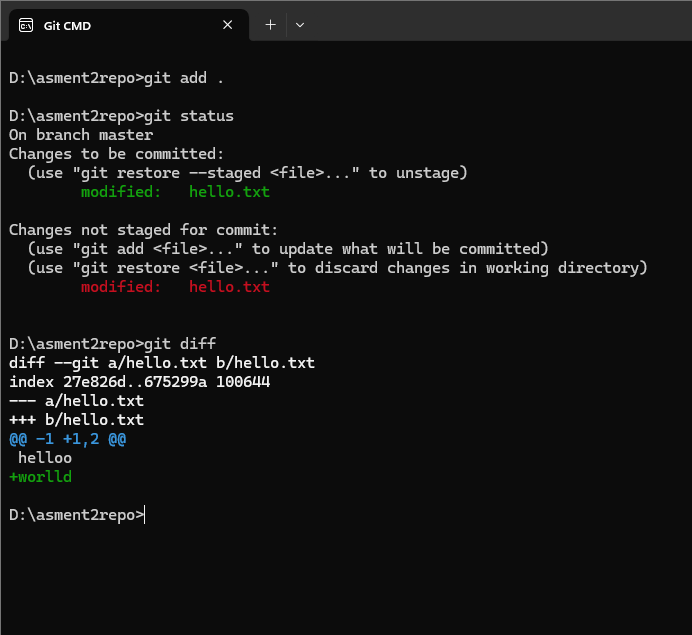 Git CMD
D:\asment2repo>git add .
D:\asment2repo>git status
On branch master
Changes to be committed:
  (use "git restore --staged <file>..." to unstage)
        modified:   hello.txt
Changes not staged for commit:
  (use "git add <file>..." to update what will be committed)
  (use "git restore <file>..." to discard changes in working directory)
        modified:   hello.txt
D:\asment2repo>git diff
diff --git a/hello.txt b/hello.txt
index 27e826d..675299a 100644
--- a/hello.txt
+++ b/hello.txt
@@ -1 +1,2 @@
 helloo
+worlld
D:\asment2repo>